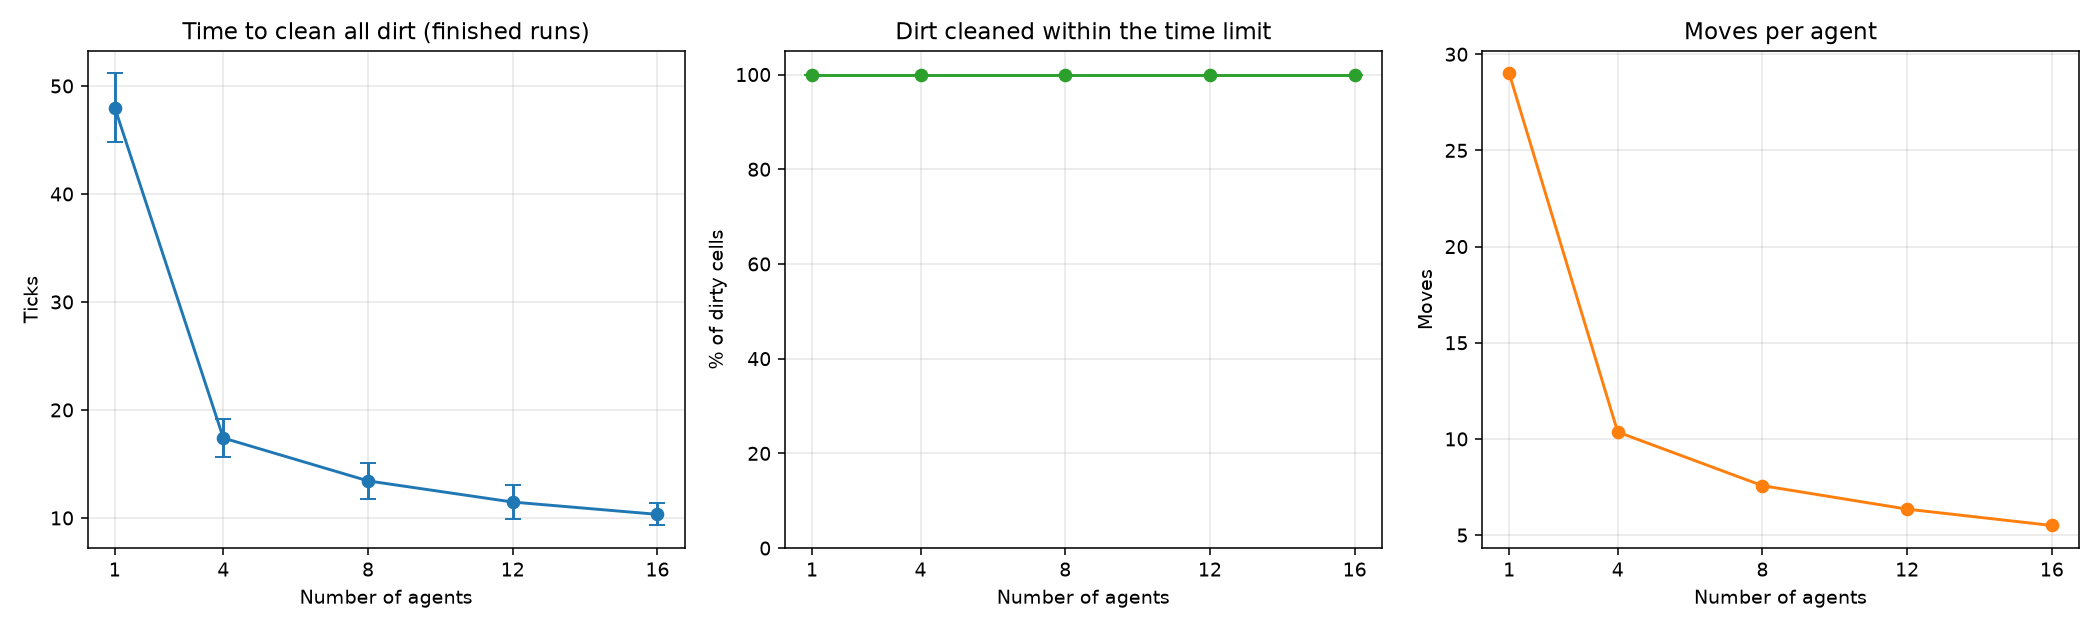 Time to clean all dirt (finished runs)
Ticks
50
40
30
20
10
1 4 8 12 16
Number of agents
Dirt cleaned within the time limit
% of dirty cells
100
80
60
40
20
0
1 4 8 12 16
Number of agents
Moves per agent
Moves
30
25
20
15
10
5
1 4 8 12 16
Number of agents